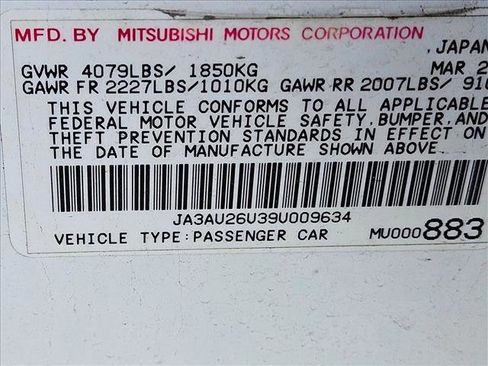 MFD. BY MITSUBISHI MOTORS CORPORATION
JAPAN
GVWR 4079LBS/ 1850KG MAR
GAWR FR 2227LBS/1010KG GAWR RR 2007LBS/
THIS VEHICLE CONFORMS TO ALL APPLICABLE
FEDERAL MOTOR VEHICLE SAFETY, BUMPER, AND
THEFT PREVENTION STANDARDS IN EFFECT ON
THE DATE OF MANUFACTURE SHOWN ABOVE.
JA3AU26U39U009634
VEHICLE TYPE:PASSENGER CAR MU000883